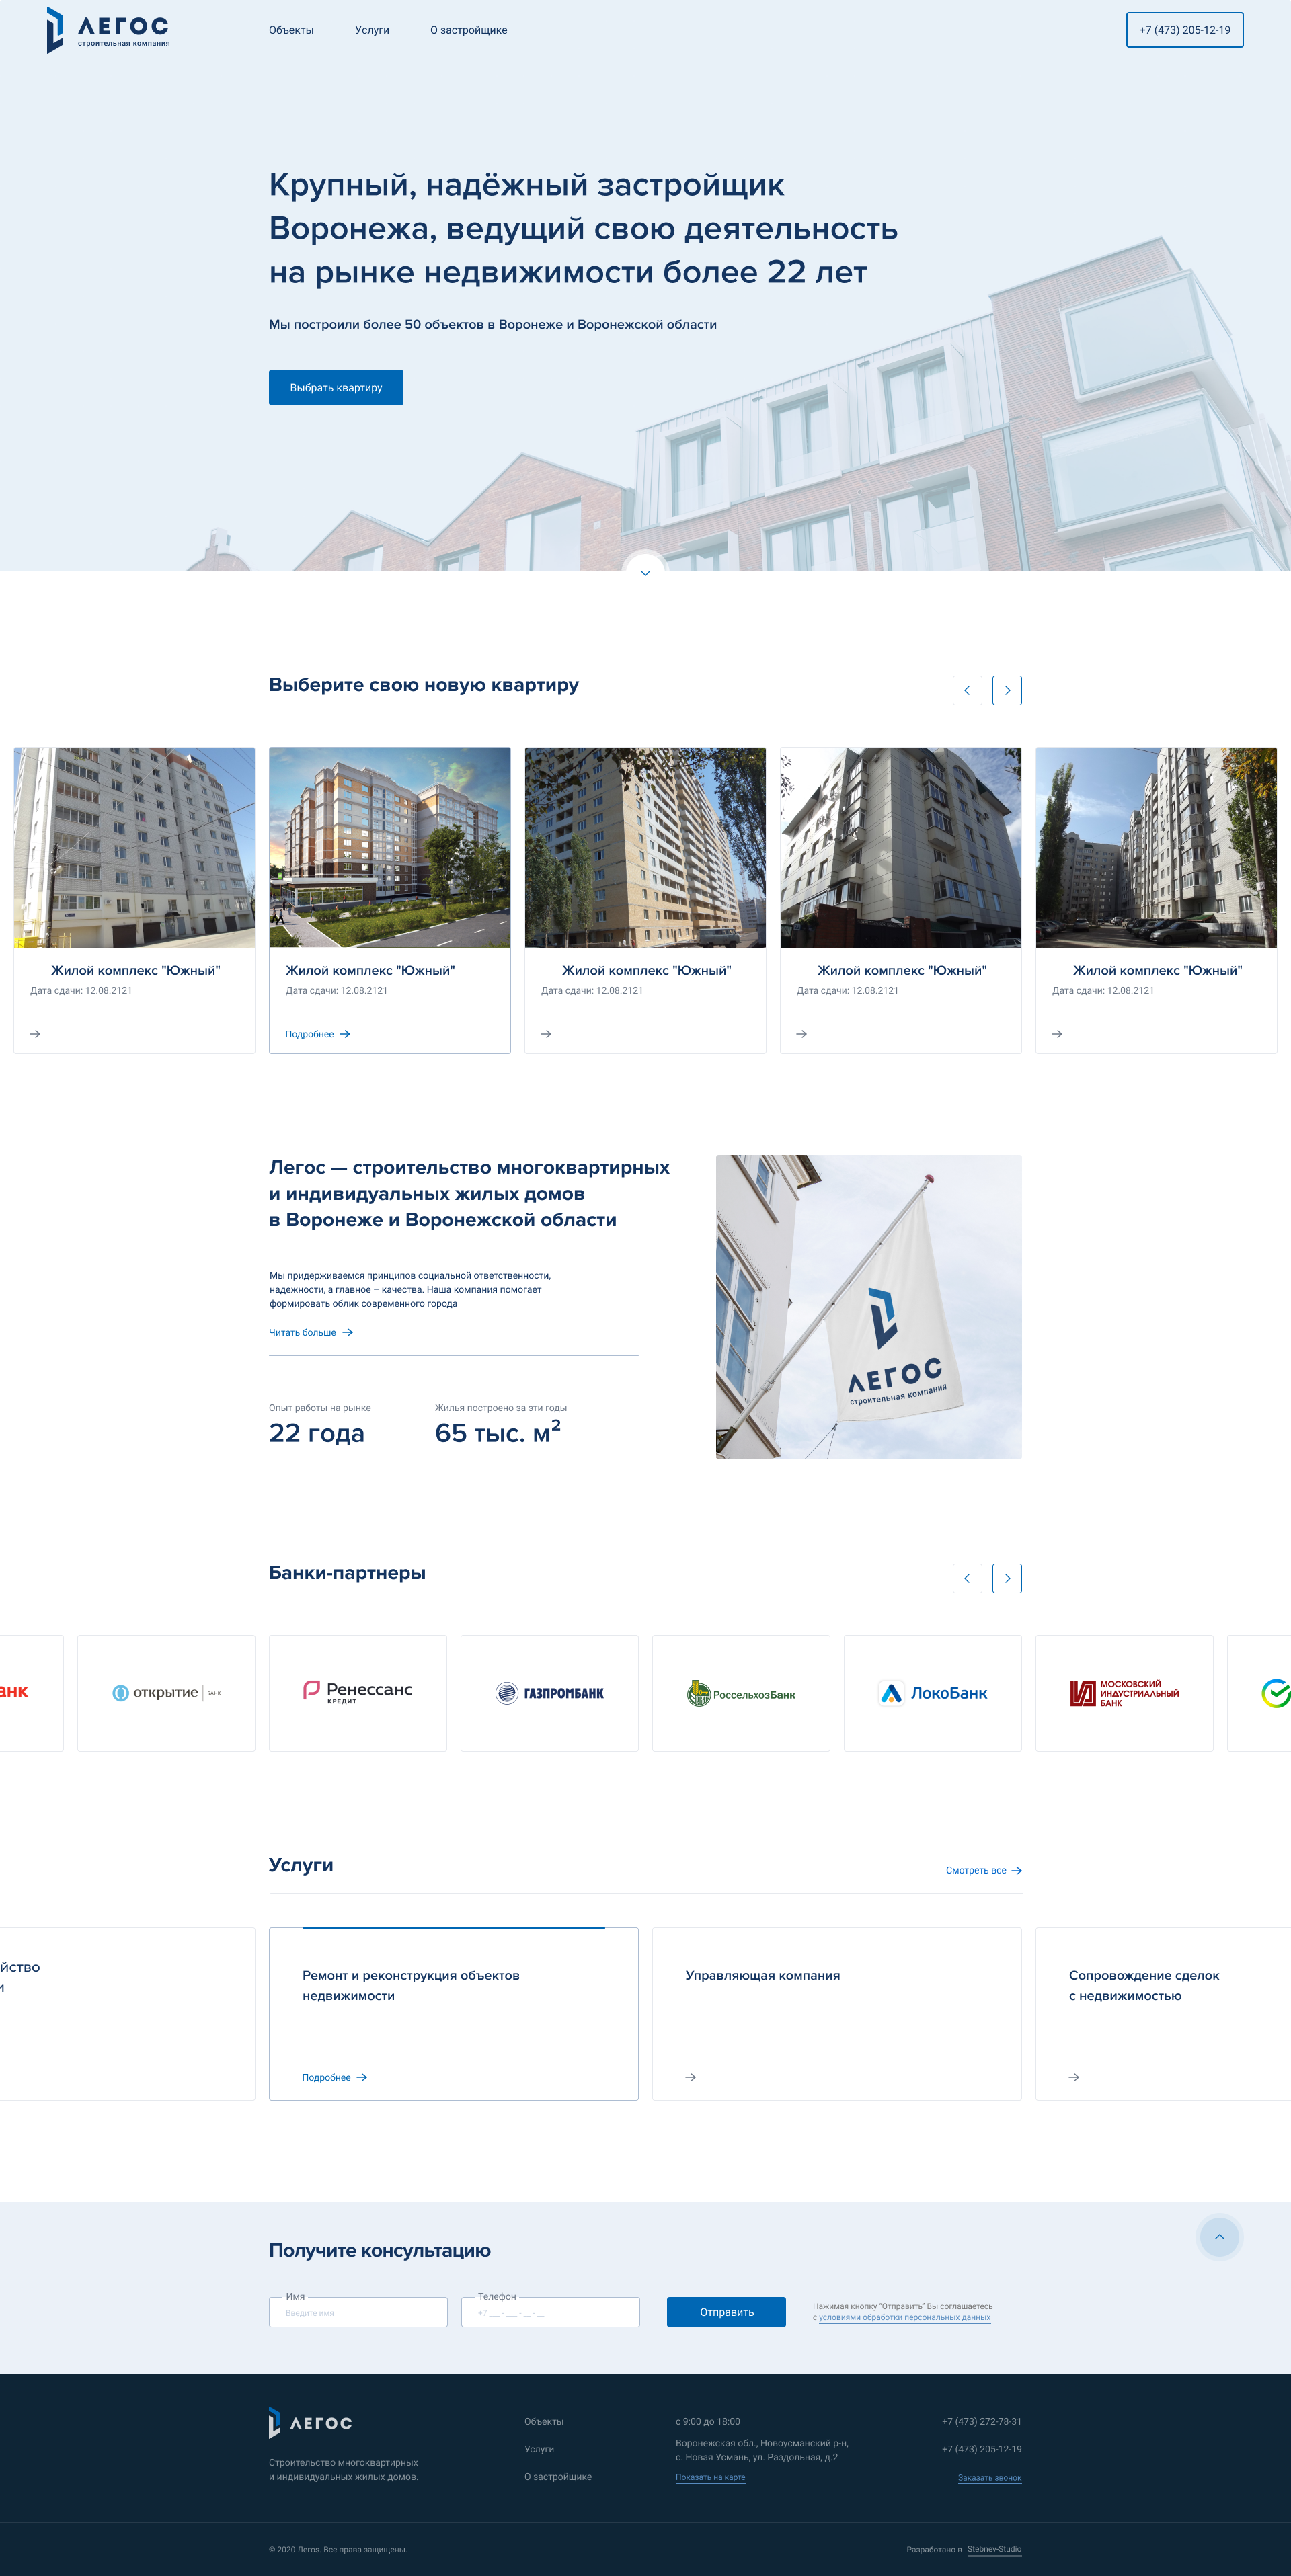 ЛЕГОС
строительная компания
Объекты
Услуги
О застройщике
+7 (473) 205-12-19
Крупный, надёжный застройщик
Воронежа, ведущий свою деятельность
на рынке недвижимости более 22 лет
Мы построили более 50 объектов в Воронеже и Воронежской области
Выбрать квартиру
Выберите свою новую квартиру
Жилой комплекс "Южный"
Дата сдачи: 12.08.2121
Жилой комплекс "Южный"
Дата сдачи: 12.08.2121
Подробнее
Жилой комплекс "Южный"
Дата сдачи: 12.08.2121
Жилой комплекс "Южный"
Дата сдачи: 12.08.2121
Жилой комплекс "Южный"
Дата сдачи: 12.08.2121
Легос — строительство многоквартирных
и индивидуальных жилых домов
в Воронеже и Воронежской области
Мы придерживаемся принципов социальной ответственности,
надежности, а главное – качества. Наша компания помогает
формировать облик современного города
Читать больше
Опыт работы на рынке
22 года
Жилья построено за эти годы
65 тыс. м²
ЛЕГОС
строительная компания
Банки-партнеры
анк
открытие БАНК
Ренессанс
КРЕДИТ
ГАЗПРОМБАНК
РоссельхозБанк
ЛокоБанк
МОСКОВСКИЙ
ИНДУСТРИАЛЬНЫЙ
БАНК
Услуги
Смотреть все
йство
и
Ремонт и реконструкция объектов
недвижимости
Подробнее
Управляющая компания
Сопровождение сделок
с недвижимостью
Получите консультацию
Имя
Введите имя
Телефон
+7 ___ - ___ - __ - __
Отправить
Нажимая кнопку "Отправить" Вы соглашаетесь
с условиями обработки персональных данных
ЛЕГОС
Строительство многоквартирных
и индивидуальных жилых домов.
Объекты
Услуги
О застройщике
с 9:00 до 18:00
Воронежская обл., Новоусманский р-н,
с. Новая Усмань, ул. Раздольная, д.2
Показать на карте
+7 (473) 272-78-31
+7 (473) 205-12-19
Заказать звонок
© 2020 Легос. Все права защищены.
Разработано в Stebnev-Studio